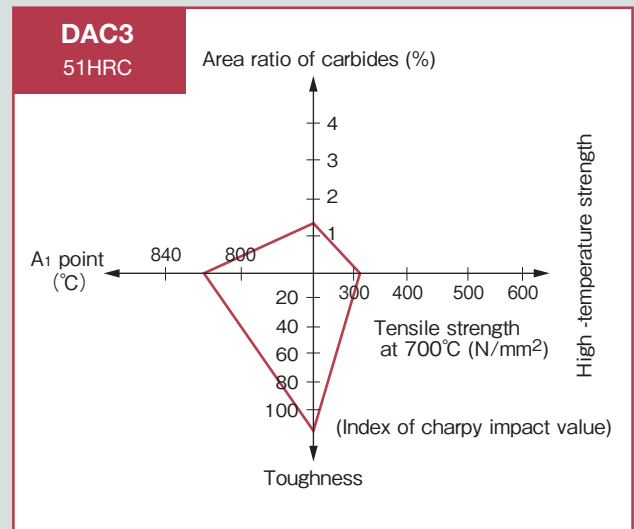 DAC3
51HRC
Area ratio of carbides (%)
4
3
2
1
A1 point
(℃)
840
800
300
400
500
600
20
40
60
80
100
Tensile strength
at 700℃ (N/mm2)
High -temperature strength
(Index of charpy impact value)
Toughness